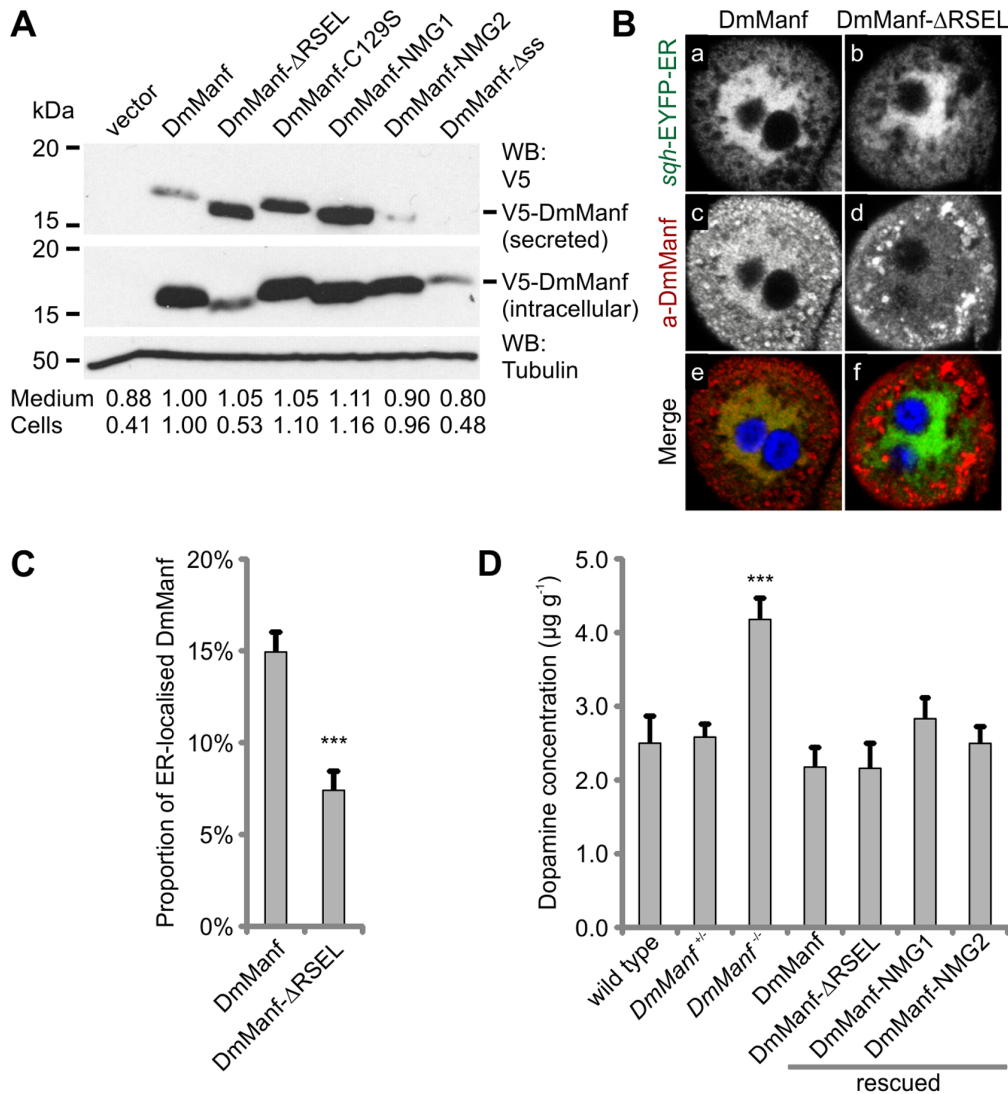 A
kDa
vector
DmManf
DmManf-ΔRSEL
DmManf-C129S
DmManf-NMG1
DmManf-NMG2
DmManf-Δss
20
15
WB:
V5
V5-DmManf
(secreted)
20
15
V5-DmManf
(intracellular)
50
WB:
Tubulin
Medium 0.88 1.00 1.05 1.05 1.11 0.90 0.80
Cells 0.41 1.00 0.53 1.10 1.16 0.96 0.48
B
DmManf DmManf-ΔRSEL
sqh-EYFP-ER
a b
a-DmManf
c d
Merge
e f
C
Proportion of ER-localised DmManf
20%
15%
10%
5%
0%
***
DmManf
DmManf-ΔRSEL
D
Dopamine concentration (µg g⁻¹)
5.0
4.0
3.0
2.0
1.0
0.0
***
wild type
DmManf⁺/⁻
DmManf⁻/⁻
DmManf
DmManf-ΔRSEL
DmManf-NMG1
DmManf-NMG2
rescued